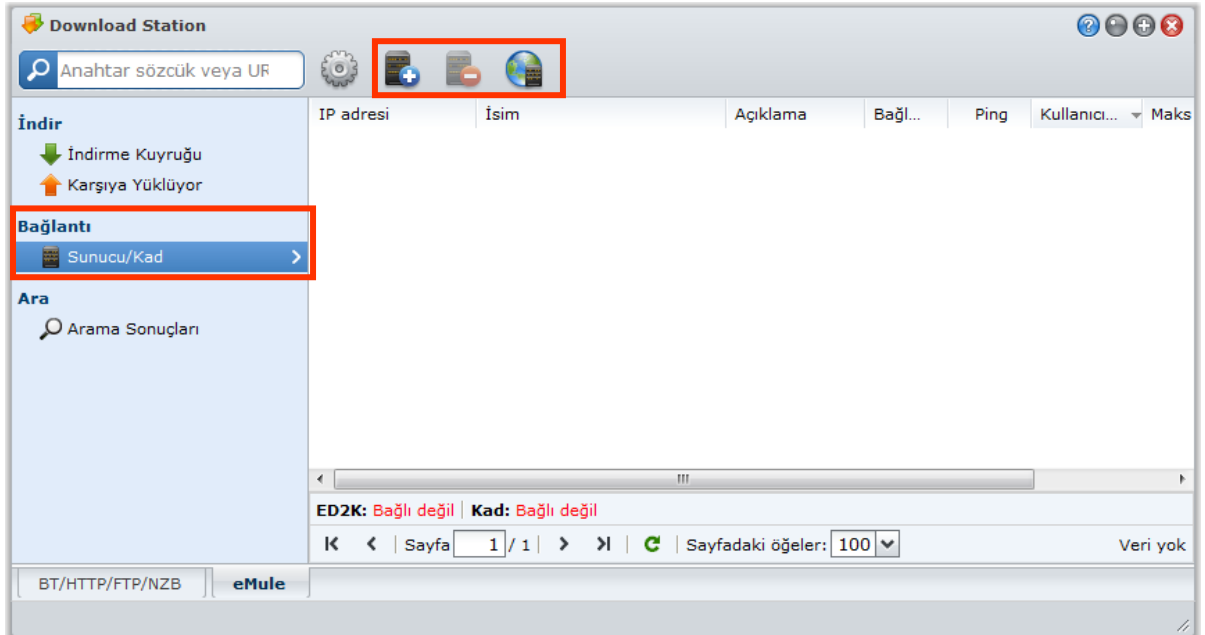 Download Station
Anahtar sözcük veya UR
IP adresi İsim Açıklama Bağl... Ping Kullanıcı... Maks
İndir
İndirme Kuyruğu
Karşıya Yüklüyor
Bağlantı
Sunucu/Kad
Ara
Arama Sonuçları
ED2K: Bağlı değil Kad: Bağlı değil
Sayfa 1 / 1 Sayfadaki öğeler: 100 Veri yok
BT/HTTP/FTP/NZB eMule